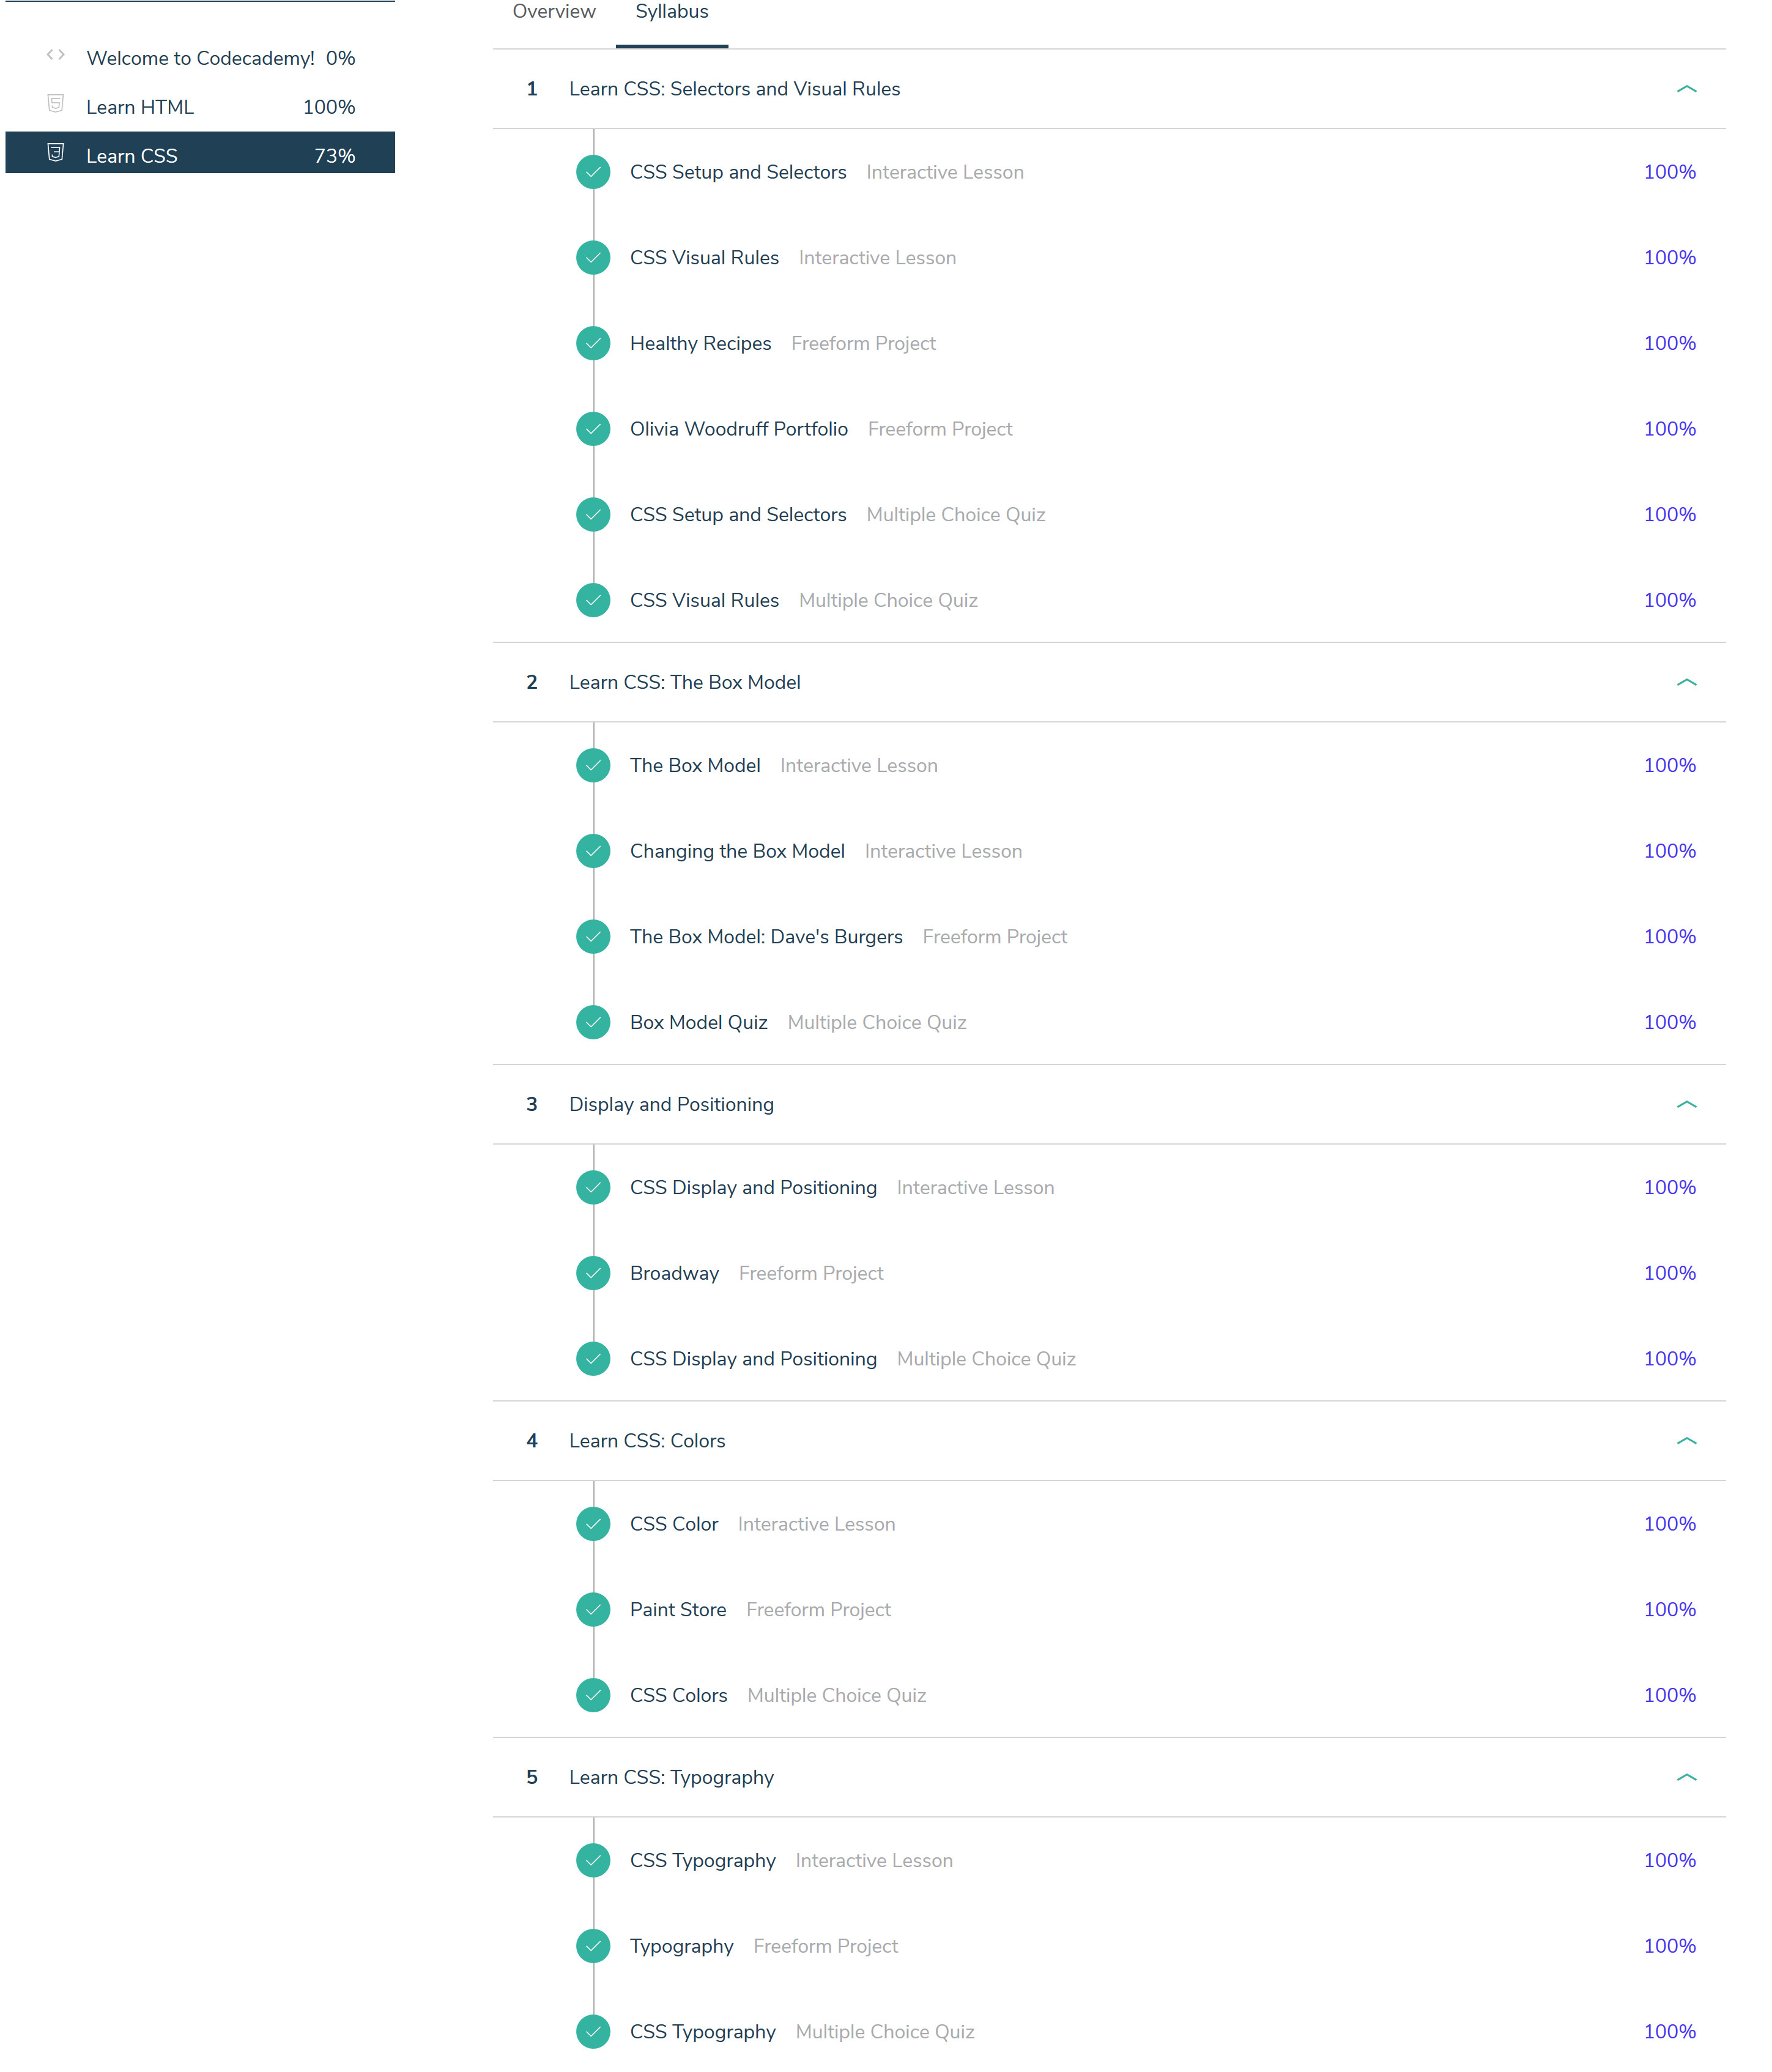 Welcome to Codecademy! 0%
Learn HTML 100%
Learn CSS 73%
Overview Syllabus
1 Learn CSS: Selectors and Visual Rules
CSS Setup and Selectors Interactive Lesson 100%
CSS Visual Rules Interactive Lesson 100%
Healthy Recipes Freeform Project 100%
Olivia Woodruff Portfolio Freeform Project 100%
CSS Setup and Selectors Multiple Choice Quiz 100%
CSS Visual Rules Multiple Choice Quiz 100%
2 Learn CSS: The Box Model
The Box Model Interactive Lesson 100%
Changing the Box Model Interactive Lesson 100%
The Box Model: Dave's Burgers Freeform Project 100%
Box Model Quiz Multiple Choice Quiz 100%
3 Display and Positioning
CSS Display and Positioning Interactive Lesson 100%
Broadway Freeform Project 100%
CSS Display and Positioning Multiple Choice Quiz 100%
4 Learn CSS: Colors
CSS Color Interactive Lesson 100%
Paint Store Freeform Project 100%
CSS Colors Multiple Choice Quiz 100%
5 Learn CSS: Typography
CSS Typography Interactive Lesson 100%
Typography Freeform Project 100%
CSS Typography Multiple Choice Quiz 100%